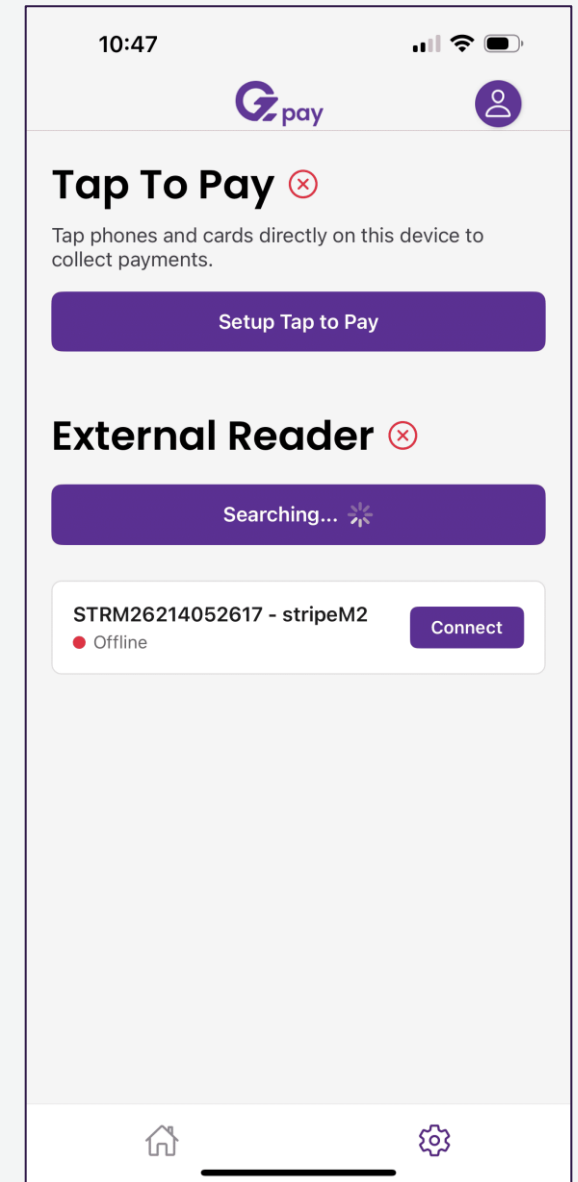 10:47
Gz pay
Tap To Pay
Tap phones and cards directly on this device to
collect payments.
Setup Tap to Pay
External Reader
Searching...
STRM26214052617 - stripeM2
Offline
Connect